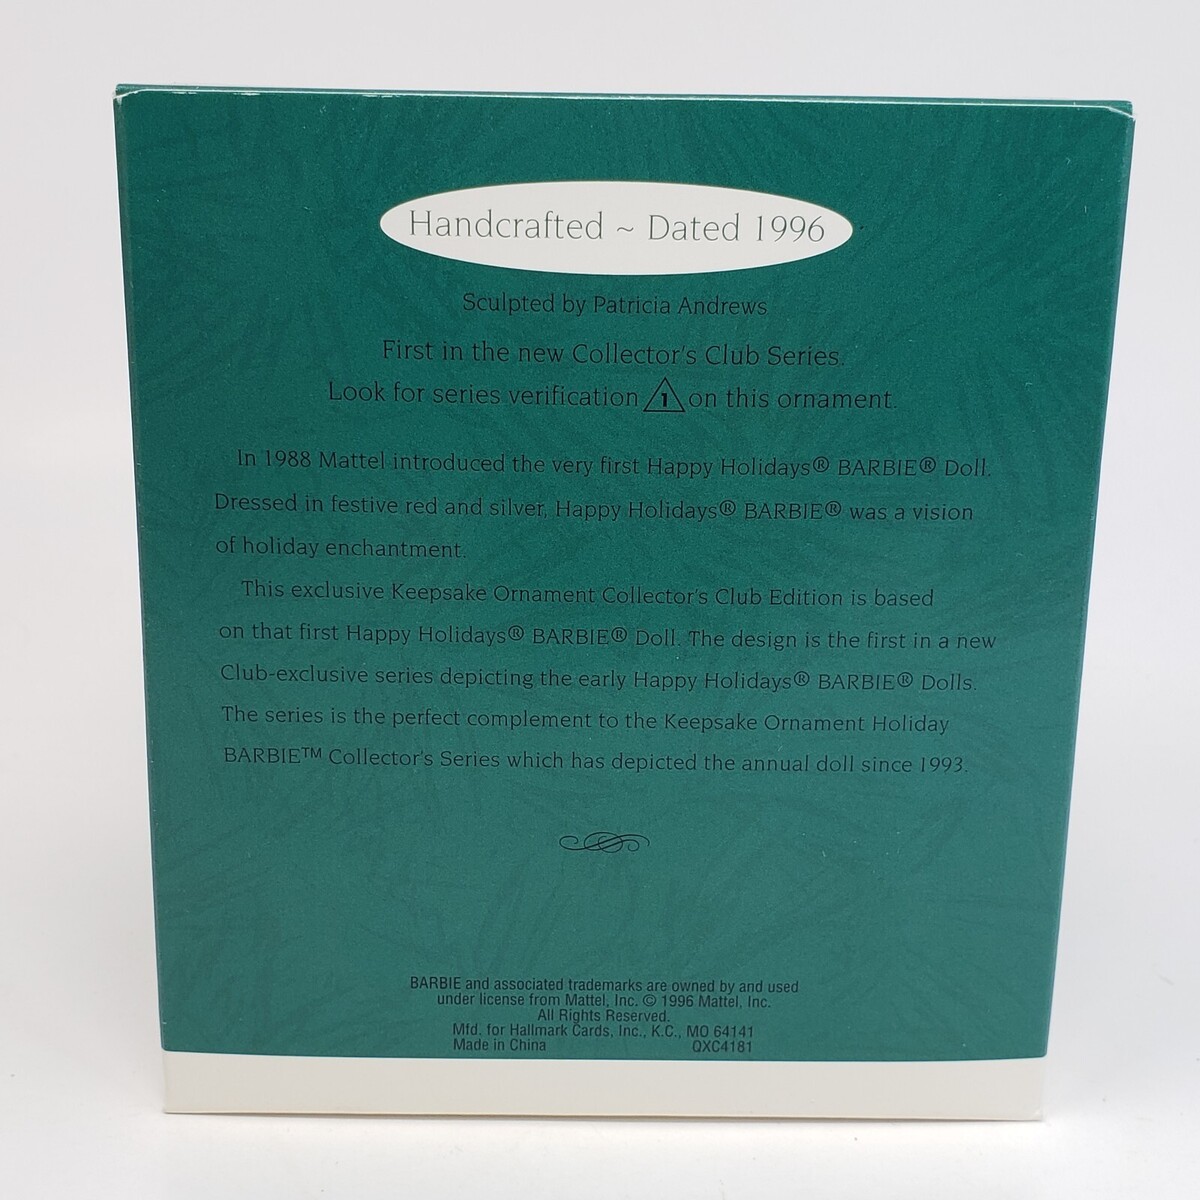 Handcrafted ~ Dated 1996
Sculpted by Patricia Andrews
First in the new Collector's Club Series.
Look for series verification 1 on this ornament.
In 1988 Mattel introduced the very first Happy Holidays® BARBIE® Doll.
Dressed in festive red and silver, Happy Holidays® BARBIE® was a vision
of holiday enchantment.
This exclusive Keepsake Ornament Collector's Club Edition is based
on that first Happy Holidays® BARBIE® Doll. The design is the first in a new
Club-exclusive series depicting the early Happy Holidays® BARBIE® Dolls.
The series is the perfect complement to the Keepsake Ornament Holiday
BARBIE™ Collector's Series which has depicted the annual doll since 1993.
BARBIE and associated trademarks are owned by and used
under license from Mattel, Inc. © 1996 Mattel, Inc.
All Rights Reserved.
Mfd. for Hallmark Cards, Inc., K.C., MO 64141
Made in China QXC4181